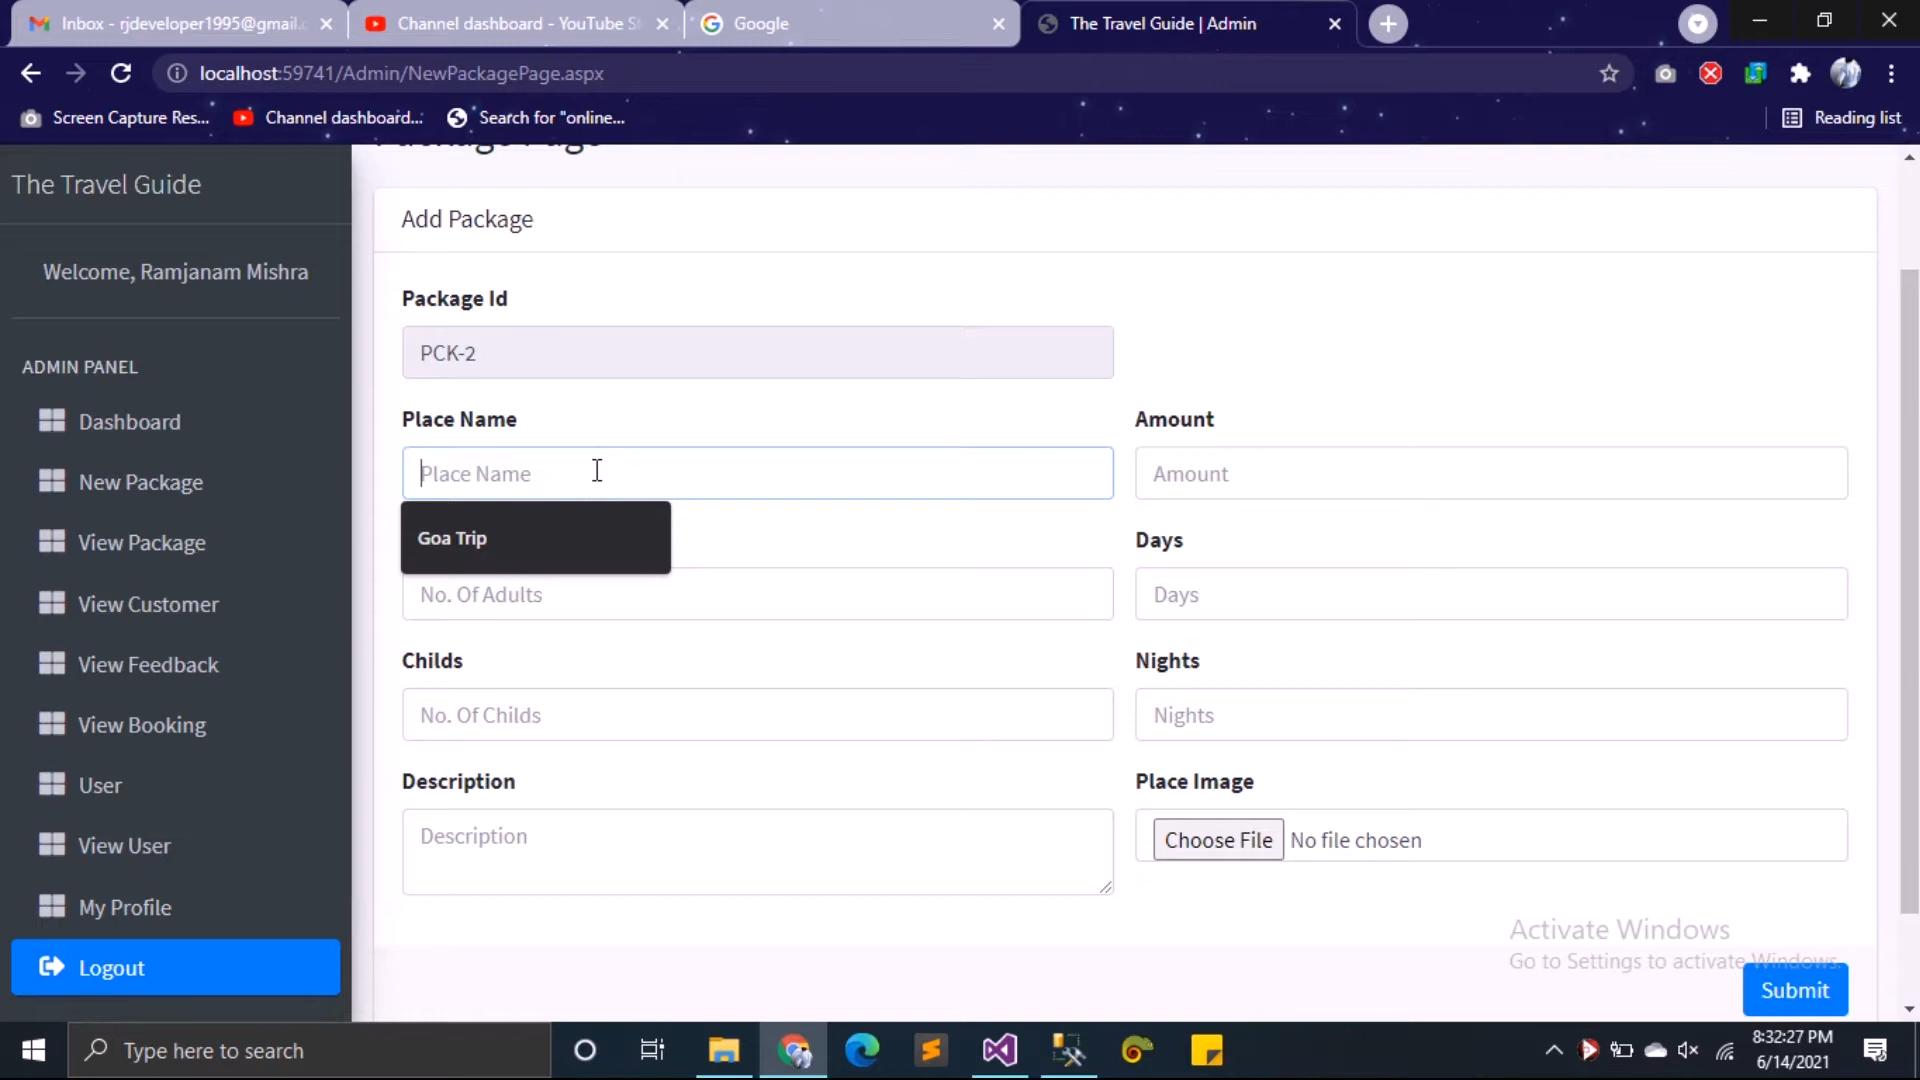 Inbox - rjdeveloper1995@gmail.c
Channel dashboard - YouTube St
Google
The Travel Guide | Admin
localhost:59741/Admin/NewPackagePage.aspx
Screen Capture Res...
Channel dashboard...
Search for "online...
Reading list
The Travel Guide
Package Page
Add Package
Welcome, Ramjanam Mishra
Package Id
PCK-2
ADMIN PANEL
Dashboard
New Package
View Package
View Customer
View Feedback
View Booking
User
View User
My Profile
Logout
Place Name
Amount
Place Name
Amount
Goa Trip
Days
No. Of Adults
Days
Childs
Nights
No. Of Childs
Nights
Description
Place Image
Description
Choose File No file chosen
Activate Windows
Go to Settings to activate Windows.
Submit
Type here to search
8:32:27 PM
6/14/2021